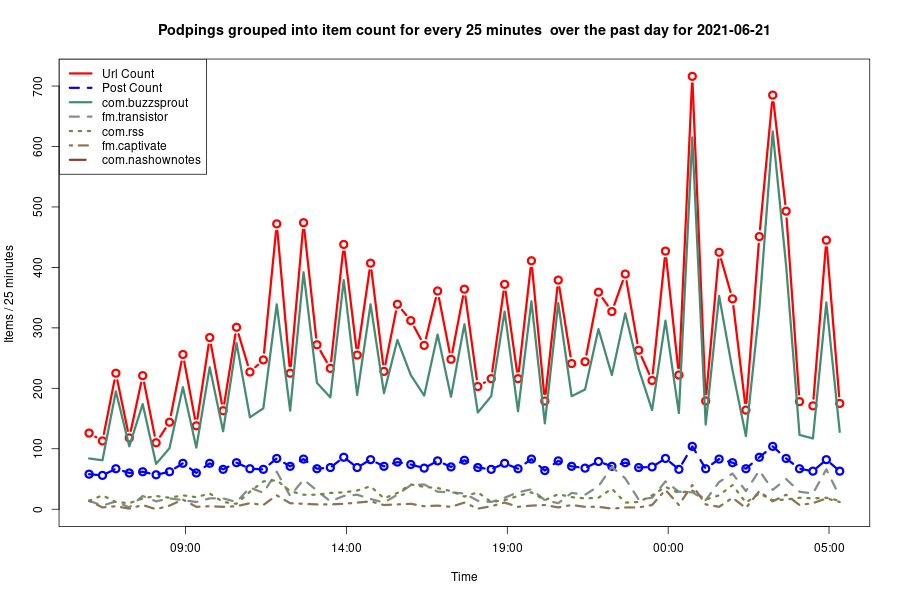 Podpings grouped into item count for every 25 minutes  over the past day for 2021-06-21
Url Count
Post Count
com.buzzsprout
fm.transistor
com.rss
fm.captivate
com.nashownotes
Items / 25 minutes
700
600
500
400
300
200
100
0
09:00 14:00 19:00 00:00 05:00
Time